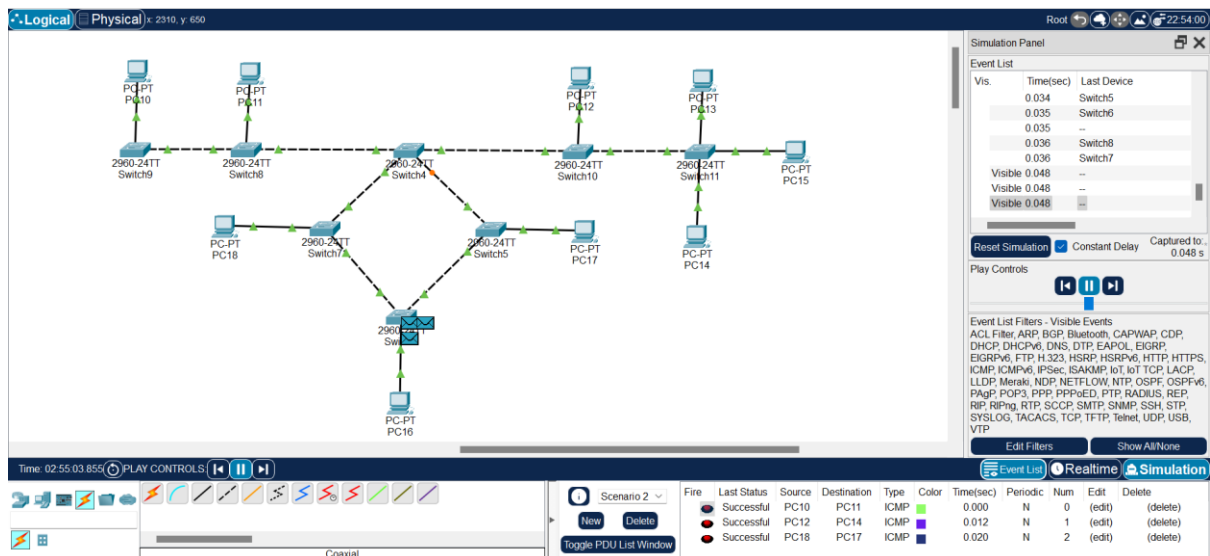 Logical Physical x: 2310, y: 650
Root 22:54:00
PC-PT
PC10
PC-PT
PC11
PC-PT
PC12
PC-PT
PC13
2960-24TT
Switch9
2960-24TT
Switch8
2960-24TT
Switch4
2960-24TT
Switch10
2960-24TT
Switch11
PC-PT
PC15
PC-PT
PC18
2960-24TT
Switch7
2960-24TT
Switch5
PC-PT
PC17
PC-PT
PC14
PC-PT
PC16
Simulation Panel
Event List
Vis. Time(sec) Last Device
0.034 Switch5
0.035 Switch6
0.035 --
0.036 Switch8
0.036 Switch7
Visible 0.048 --
Visible 0.048 --
Visible 0.048 --
Reset Simulation Constant Delay Captured to:.
0.048 s
Play Controls
Event List Filters - Visible Events
ACL Filter, ARP, BGP, Bluetooth, CAPWAP, CDP,
DHCP, DHCPv6, DNS, DTP, EAPOL, EIGRP,
EIGRPv6, FTP, H.323, HSRP, HSRPv6, HTTP, HTTPS,
ICMP, ICMPv6, IPSec, ISAKMP, IoT, IoT TCP, LACP,
LLDP, Meraki, NDP, NETFLOW, NTP, OSPF, OSPFv6,
PAgP, POP3, PPP, PPPoED, PTP, RADIUS, REP,
RIP, RIPng, RTP, SCCP, SMTP, SNMP, SSH, STP,
SYSLOG, TACACS, TCP, TFTP, Telnet, UDP, USB,
VTP
Edit Filters Show All/None
Time: 02:55:03.855 PLAY CONTROLS:
Event List Realtime Simulation
Scenario 2
New Delete
Toggle PDU List Window
Fire Last Status Source Destination Type Color Time(sec) Periodic Num Edit Delete
Successful PC10 PC11 ICMP 0.000 N 0 (edit) (delete)
Successful PC12 PC14 ICMP 0.012 N 1 (edit) (delete)
Successful PC18 PC17 ICMP 0.020 N 2 (edit) (delete)
Coaxial